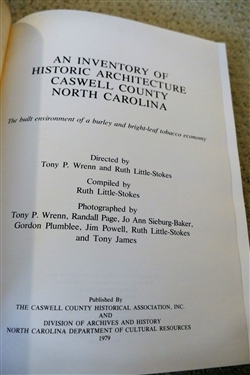 AN INVENTORY OF
HISTORIC ARCHITECTURE
CASWELL COUNTY
NORTH CAROLINA
The built environment of a burley and bright-leaf tobacco economy
Directed by
Tony P. Wrenn and Ruth Little-Stokes
Compiled by
Ruth Little-Stokes
Photographed by
Tony P. Wrenn, Randall Page, Jo Ann Sieburg-Baker,
Gordon Plumblee, Jim Powell, Ruth Little-Stokes
and Tony James
Published By
THE CASWELL COUNTY HISTORICAL ASSOCIATION, INC.
AND
DIVISION OF ARCHIVES AND HISTORY
NORTH CAROLINA DEPARTMENT OF CULTURAL RESOURCES
1979